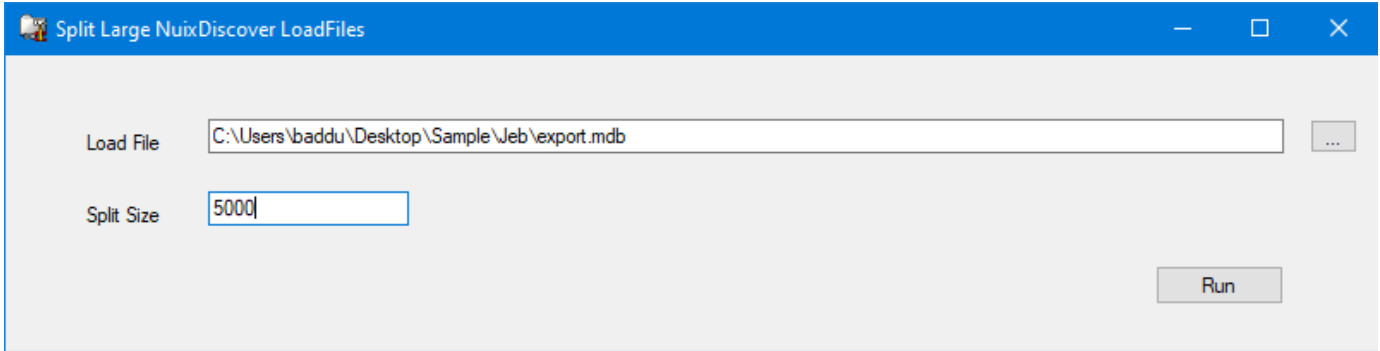 Split Large NuixDiscover LoadFiles
Load File C:\Users\baddu\Desktop\Sample\Jeb\export.mdb ...
Split Size 5000
Run